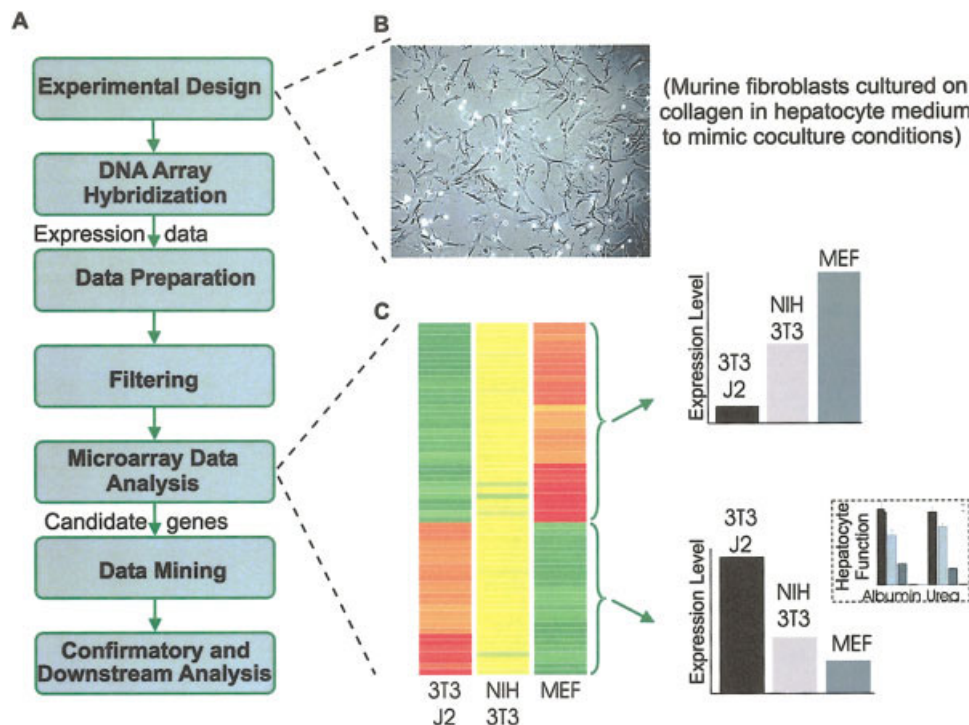 A
Experimental Design
DNA Array
Hybridization
Expression data
Data Preparation
Filtering
Microarray Data
Analysis
Candidate genes
Data Mining
Confirmatory and
Downstream Analysis
B
(Murine fibroblasts cultured on
collagen in hepatocyte medium
to mimic coculture conditions)
C
3T3
J2
NIH
3T3
MEF
Expression Level
3T3
J2
NIH
3T3
MEF
Expression Level
3T3
J2
NIH
3T3
MEF
Hepatocyte
Function
Albumin Urea